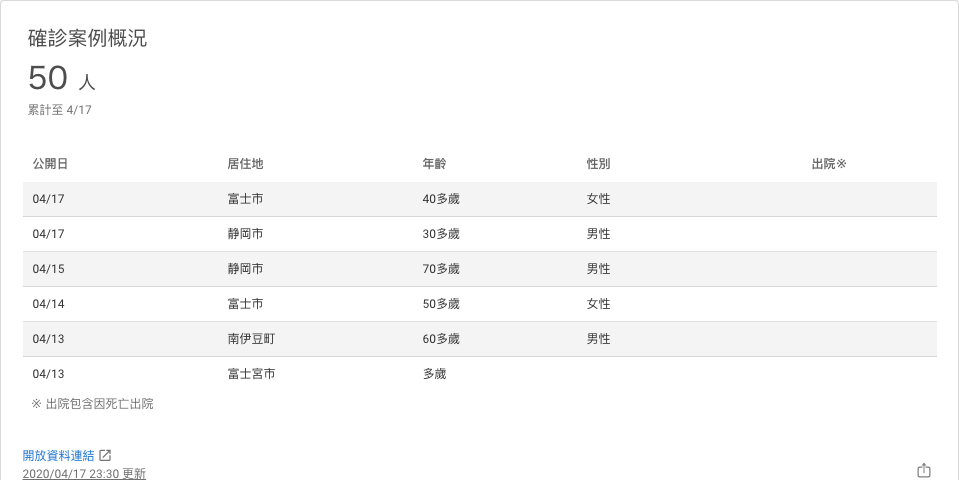 確診案例概況
50 人
累計至 4/17
公開日 居住地 年齡 性別 出院※
04/17 富士市 40多歲 女性
04/17 静岡市 30多歲 男性
04/15 静岡市 70多歲 男性
04/14 富士市 50多歲 女性
04/13 南伊豆町 60多歲 男性
04/13 富士宮市 多歲
※ 出院包含因死亡出院
開放資料連結
2020/04/17 23:30 更新